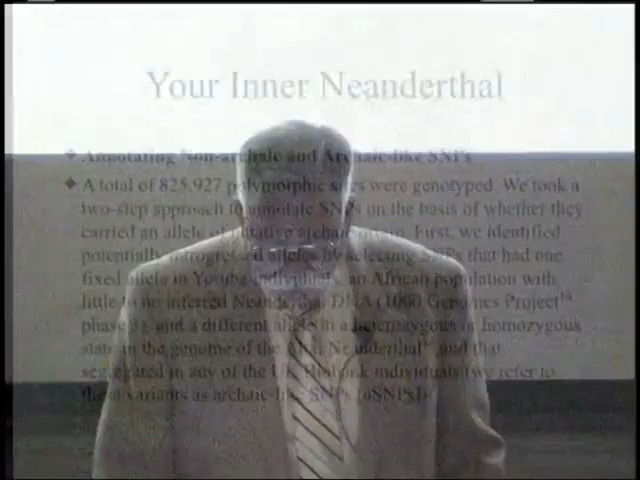 Your Inner Neanderthal
Annotating Non-archaic and Archaic-like SNPs
A total of 825,927 polymorphic sites were genotyped. We took a
two-step approach to annotate SNPs on the basis of whether they
carried an allele of putative archaic origin. First, we identified
potentially introgressed alleles by selecting SNPs that had one
fixed allele in Yoruba individuals, an African population with
little to no inferred Neanderthal DNA (1000 Genomes Project
phase and a different allele in a heterozygous or homozygous
state in the genome of the Neanderthal and that
segregated in any of the UK Biobank individuals (we refer to
these variants as archaic-like SNPs (aSNPs))